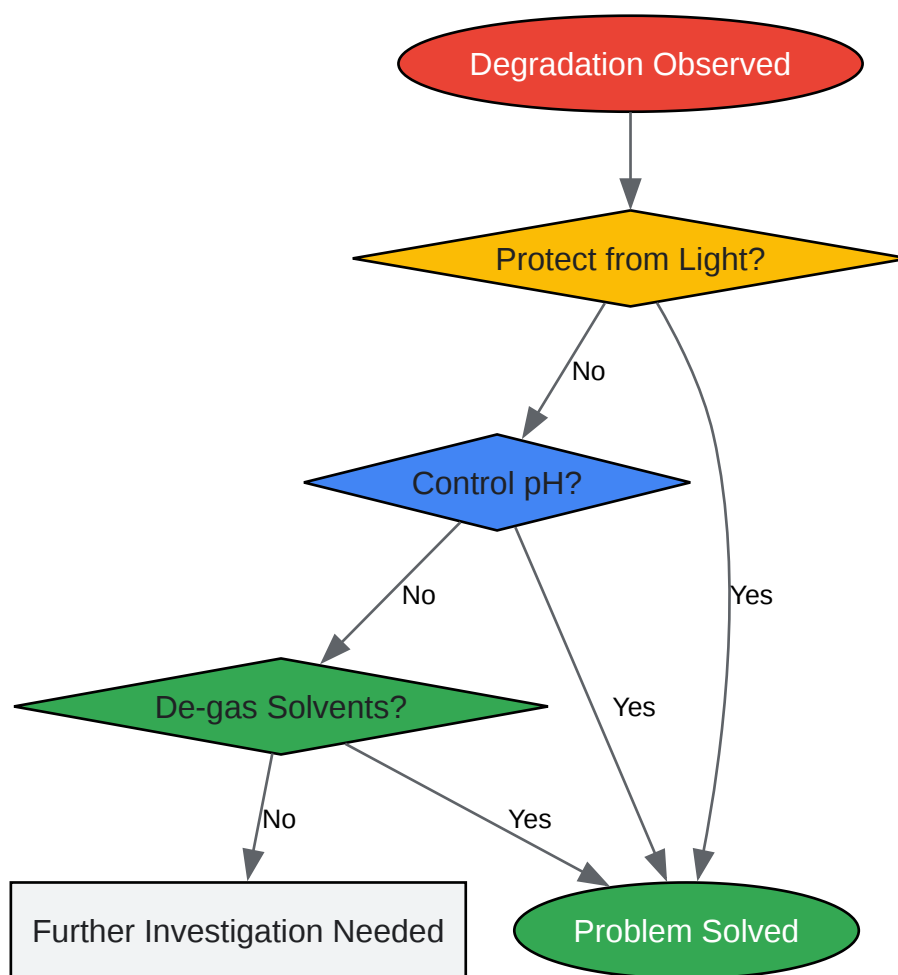 Degradation Observed
Protect from Light?
No
Control pH?
No
Yes
De-gas Solvents?
Yes
No
Yes
Further Investigation Needed
Problem Solved